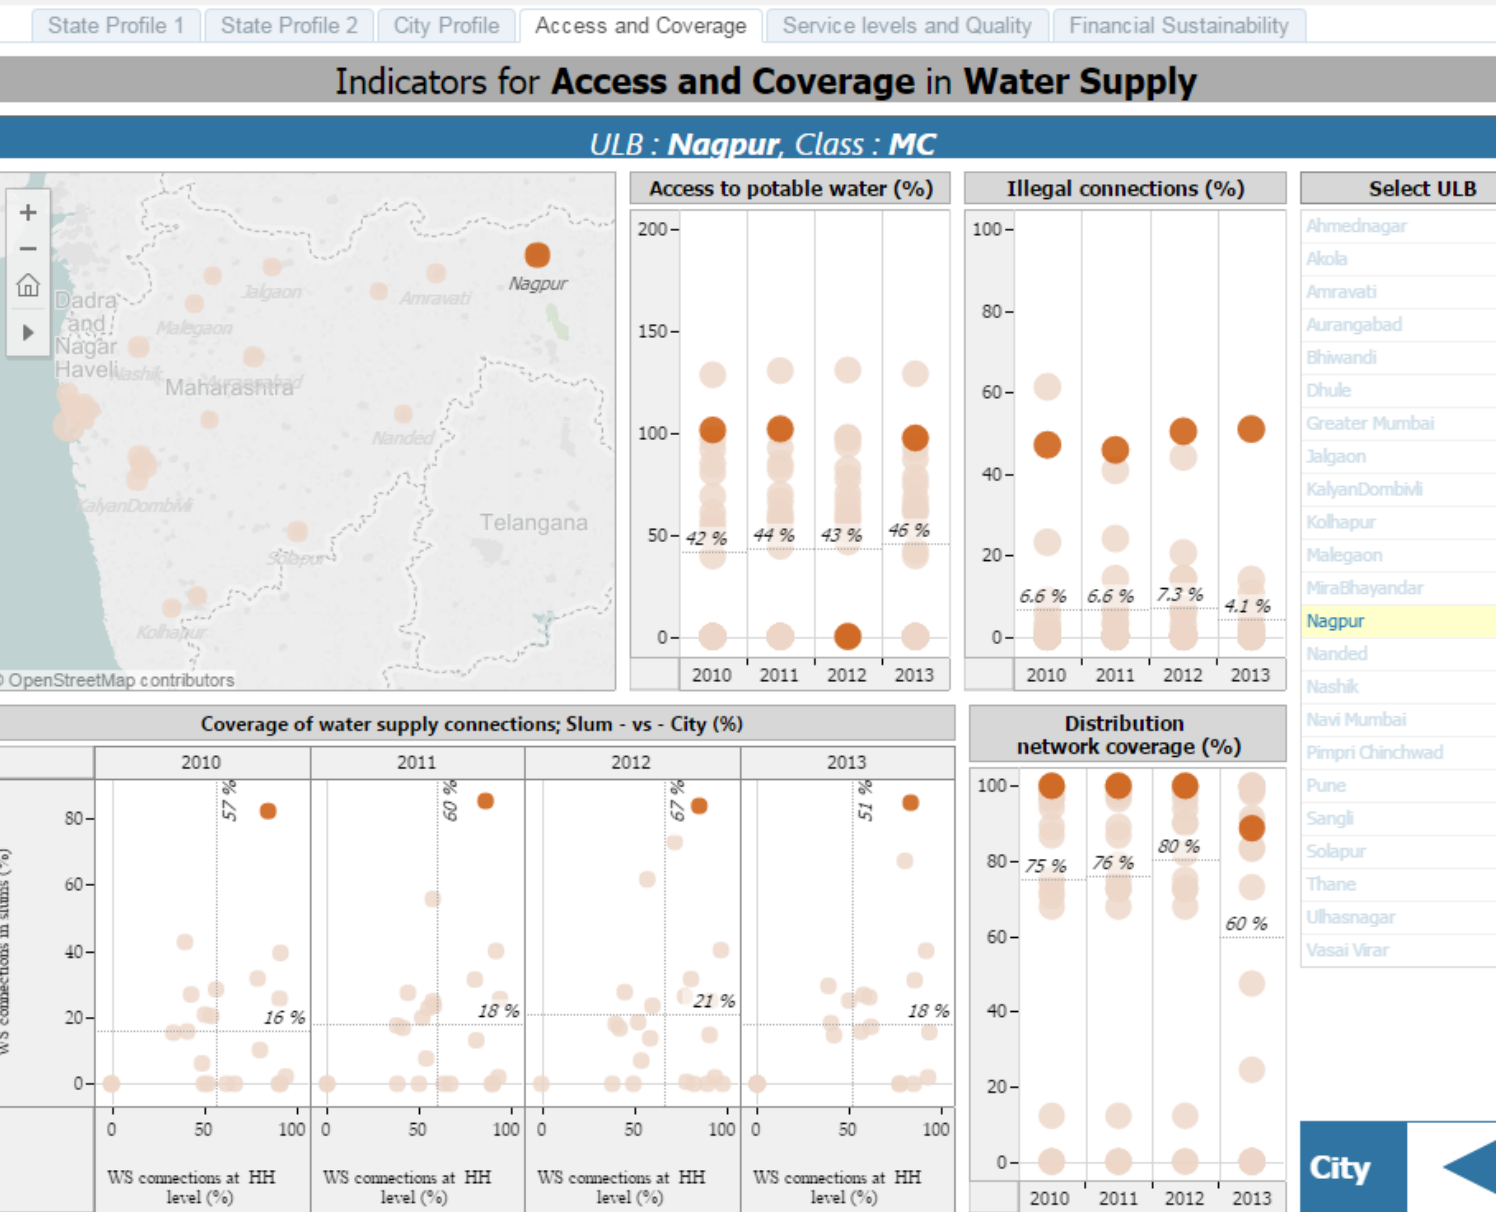 State Profile 1 State Profile 2 City Profile Access and Coverage Service levels and Quality Financial Sustainability
Indicators for Access and Coverage in Water Supply
ULB : Nagpur, Class : MC
+
−
Nagpur
Jalgaon
Amravati
Dadra
and
Nagar
Haveli
Malegaon
Nashik
Aurangabad
Maharashtra
Nanded
KalyanDombivli
Telangana
Solapur
Kolhapur
OpenStreetMap contributors
Access to potable water (%)
200
150
100
50
0
42 % 44 % 43 % 46 %
2010 2011 2012 2013
Illegal connections (%)
100
80
60
40
20
0
6.6 % 6.6 % 7.3 % 4.1 %
2010 2011 2012 2013
Select ULB
Ahmednagar
Akola
Amravati
Aurangabad
Bhiwandi
Dhule
Greater Mumbai
Jalgaon
KalyanDombivli
Kolhapur
Malegaon
MiraBhayandar
Nagpur
Nanded
Nashik
Navi Mumbai
Pimpri Chinchwad
Pune
Sangli
Solapur
Thane
Ulhasnagar
Vasai Virar
Coverage of water supply connections; Slum - vs - City (%)
2010 2011 2012 2013
WS connections in slums (%)
80
60
40
20
0
57 % 60 % 67 % 51 %
16 % 18 % 21 % 18 %
0 50 100 0 50 100 0 50 100 0 50 100
WS connections at HH
level (%)
WS connections at HH
level (%)
WS connections at HH
level (%)
WS connections at HH
level (%)
Distribution
network coverage (%)
100
80
60
40
20
0
75 % 76 % 80 % 60 %
2010 2011 2012 2013
City